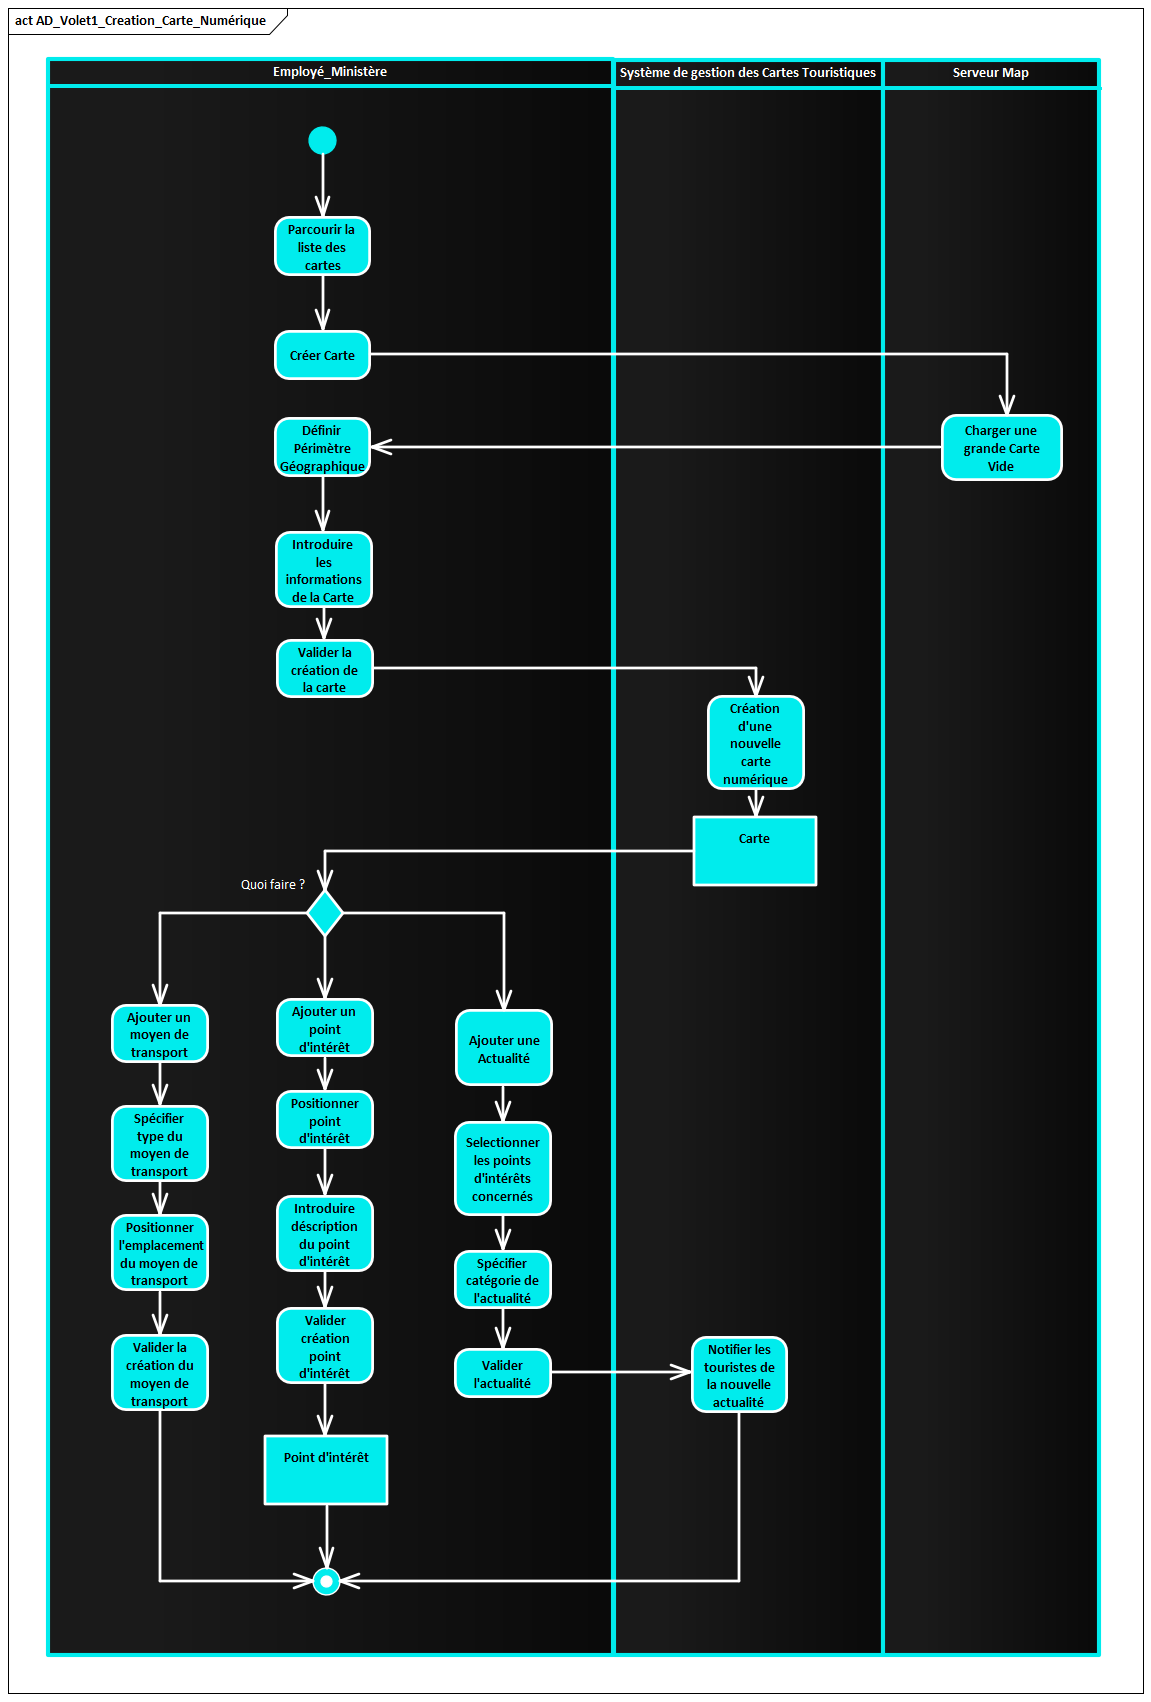 act AD_Volet1_Creation_Carte_Numérique
Employé_Ministère
Système de gestion des Cartes Touristiques
Serveur Map
Parcourir la
liste des
cartes
Créer Carte
Charger une
grande Carte
Vide
Définir
Périmètre
Géographique
Introduire
les
informations
de la Carte
Valider la
création de
la carte
Création
d'une
nouvelle
carte
numérique
Carte
Quoi faire ?
Ajouter un
moyen de
transport
Spécifier
type du
moyen de
transport
Positionner
l'emplacement
du moyen de
transport
Valider la
création du
moyen de
transport
Ajouter un
point
d'intérêt
Positionner
point
d'intérêt
Introduire
déscription
du point
d'intérêt
Valider
création
point
d'intérêt
Point d'intérêt
Ajouter une
Actualité
Selectionner
les points
d'intérêts
concernés
Spécifier
catégorie de
l'actualité
Valider
l'actualité
Notifier les
touristes de
la nouvelle
actualité